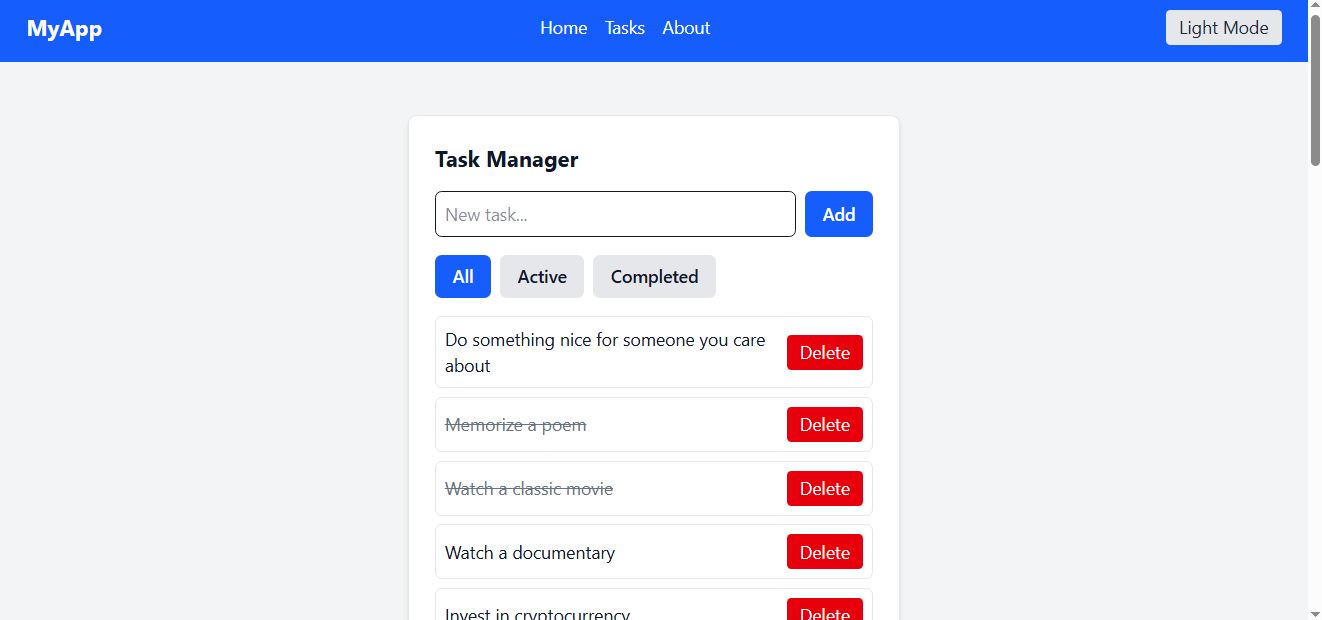 MyApp
Home Tasks About
Light Mode
Task Manager
New task...
Add
All
Active
Completed
Do something nice for someone you care
about
Delete
Memorize a poem
Delete
Watch a classic movie
Delete
Watch a documentary
Delete
Invest in cryptocurrency
Delete